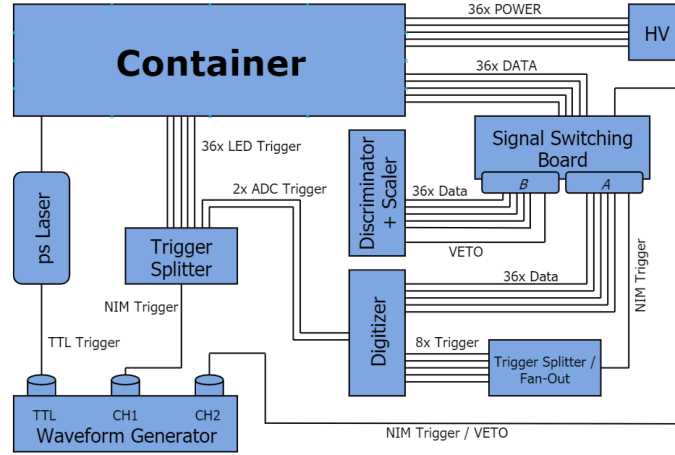 36x POWER
HV
Container
36x DATA
Signal Switching
Board
B
A
36x LED Trigger
Discriminator
+ Scaler
36x Data
2x ADC Trigger
ps Laser
VETO
Trigger
Splitter
NIM Trigger
36x Data
NIM Trigger
Digitizer
TTL Trigger
8x Trigger
Trigger Splitter /
Fan-Out
TTL
CH1
CH2
Waveform Generator
NIM Trigger / VETO